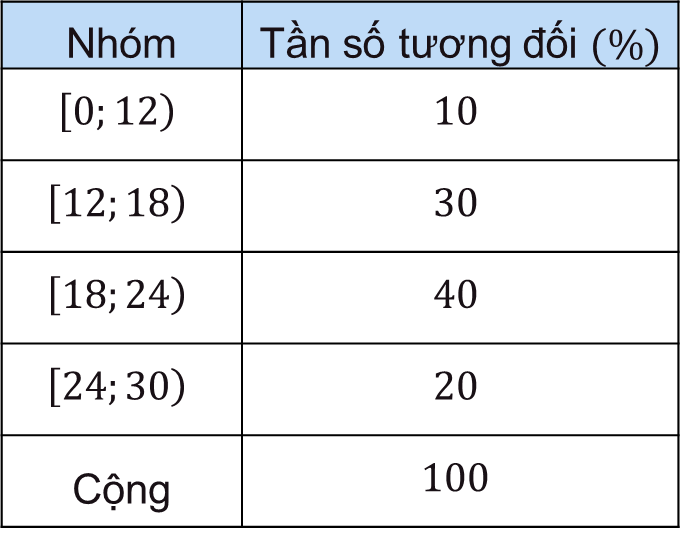 Nhóm Tần số tương đối (%)
[0; 12) 10
[12; 18) 30
[18; 24) 40
[24; 30) 20
Cộng 100